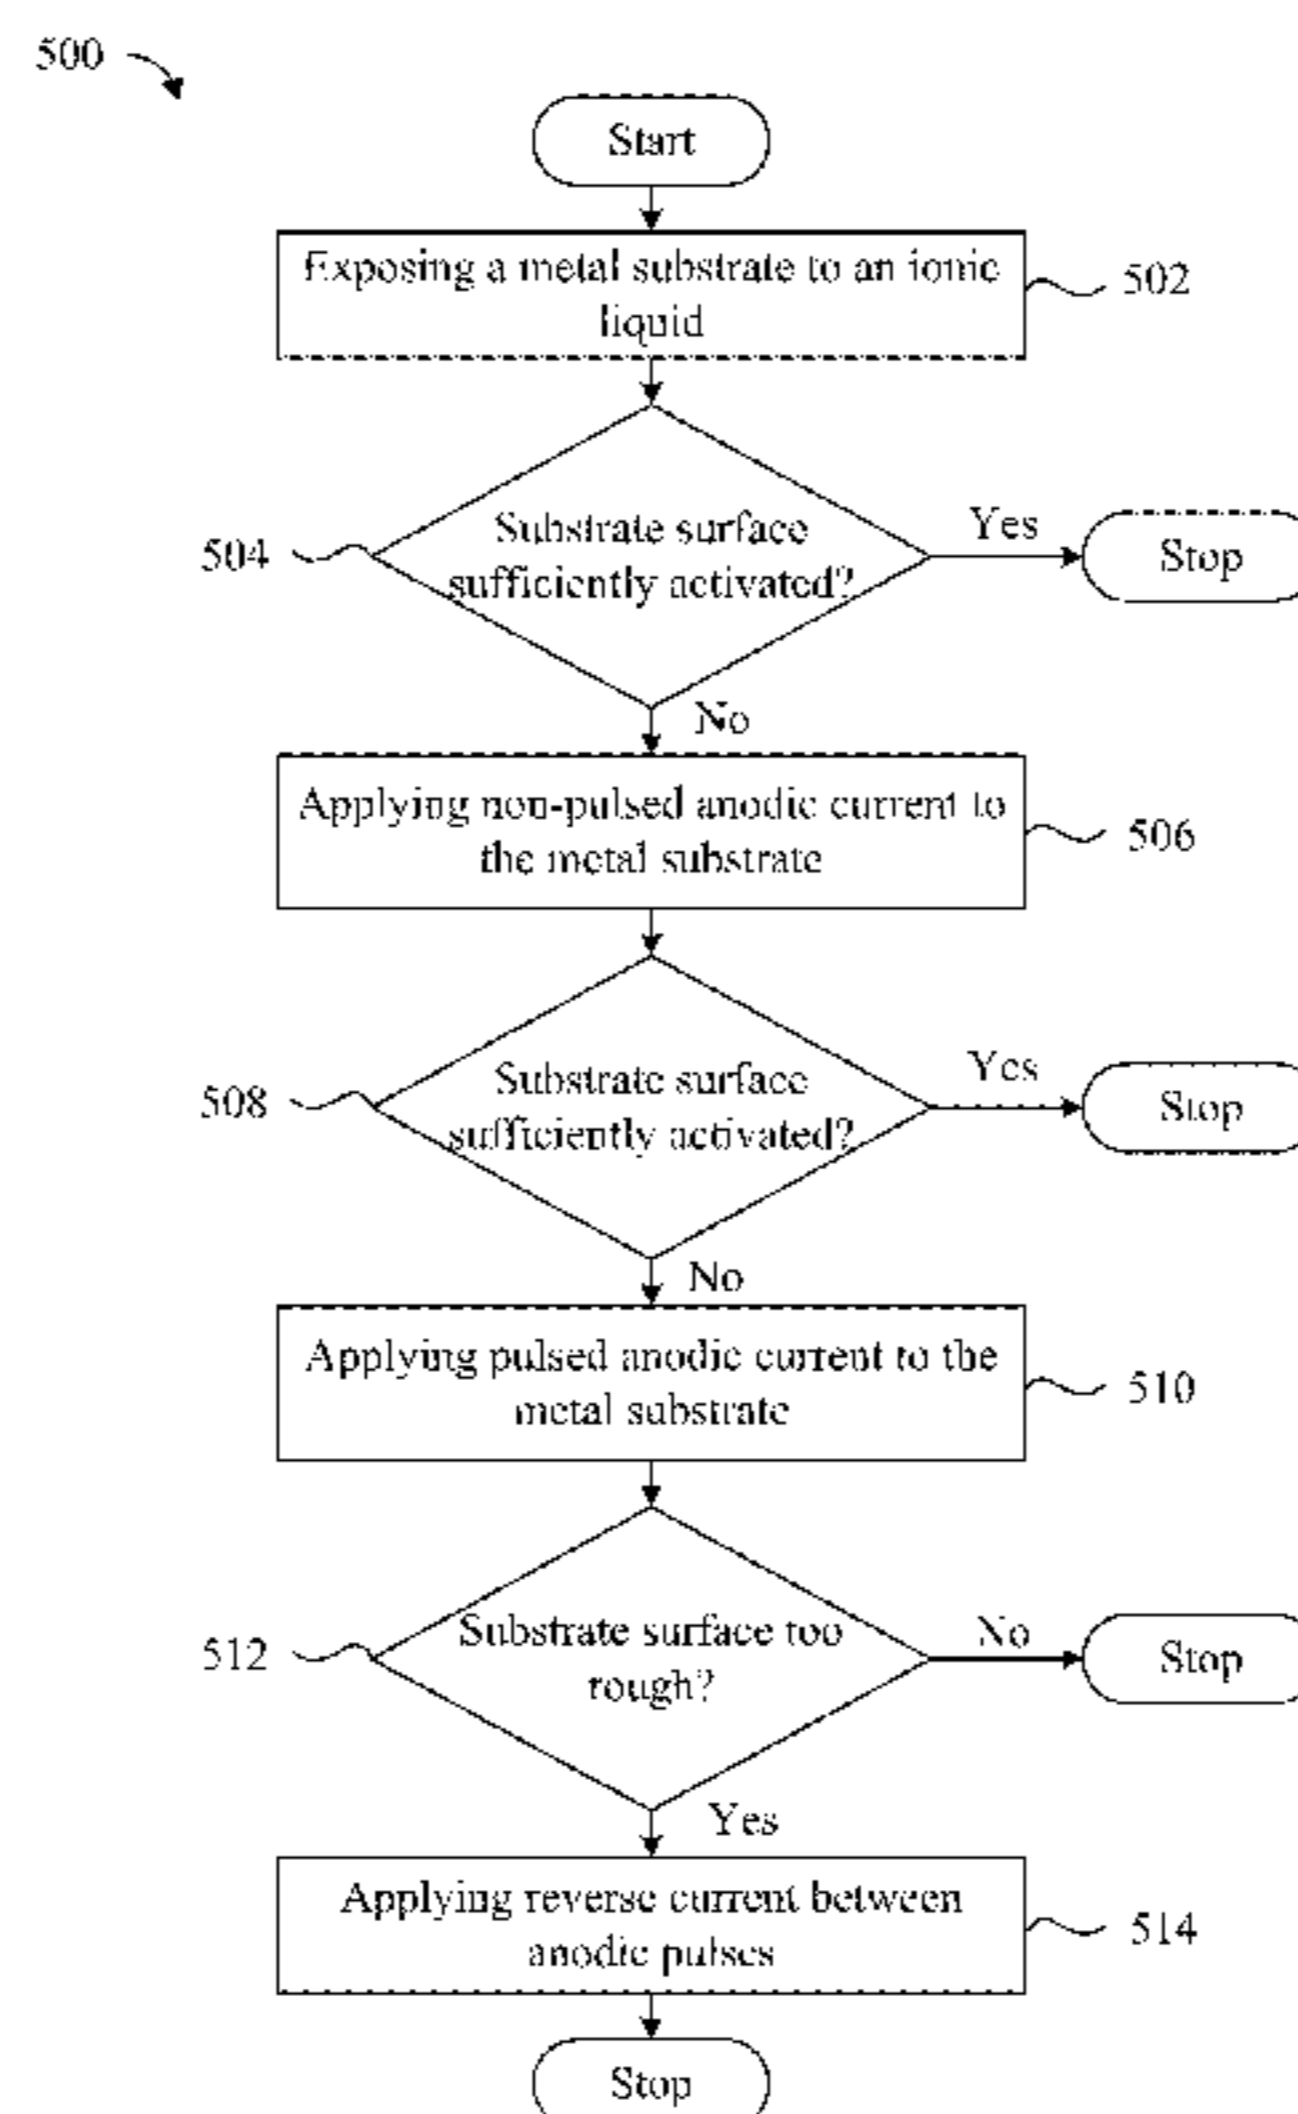 500
Start
Exposing a metal substrate to an ionic
liquid
502
504
Substrate surface
sufficiently activated?
Yes
Stop
No
Applying non-pulsed anodic current to
the metal substrate
506
508
Substrate surface
sufficiently activated?
Yes
Stop
No
Applying pulsed anodic current to the
metal substrate
510
512
Substrate surface too
rough?
No
Stop
Yes
Applying reverse current between
anodic pulses
514
Stop